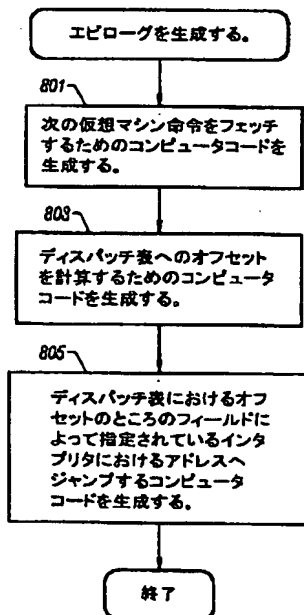 エピローグを生成する。
801
次の仮想マシン命令をフェッチ
するためのコンピュータコードを
生成する。
803
ディスパッチ表へのオフセット
を計算するためのコンピュータ
コードを生成する。
805
ディスパッチ表におけるオフ
セットのところのフィールドに
よって指定されているインタ
プリタにおけるアドレスへ
ジャンプするコンピュータ
コードを生成する。
終了